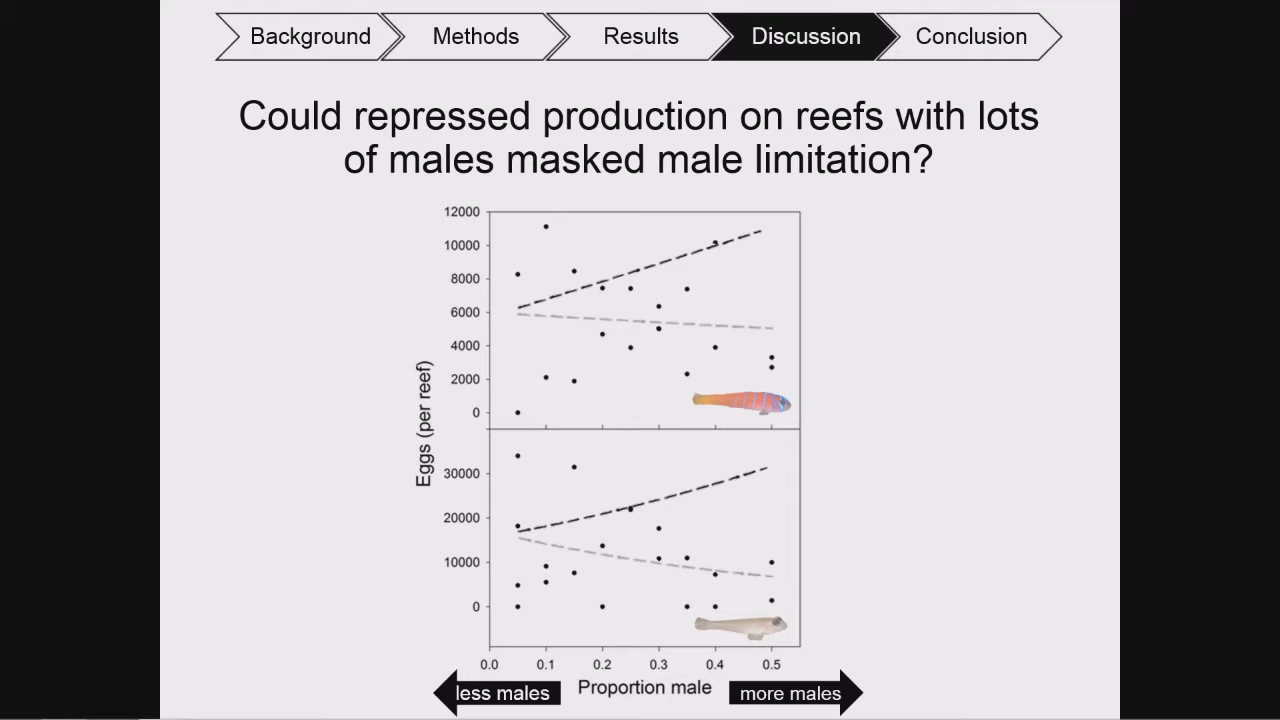 Background
Methods
Results
Discussion
Conclusion
Could repressed production on reefs with lots
of males masked male limitation?
12000
10000
8000
6000
4000
2000
0
Eggs (per reef)
30000
20000
10000
0
0.0 0.1 0.2 0.3 0.4 0.5
less males
Proportion male
more males